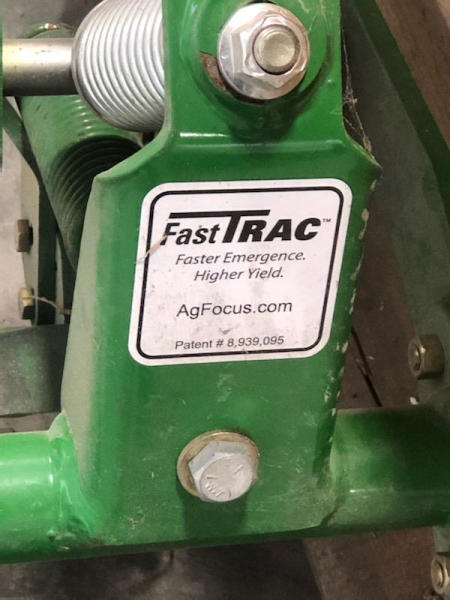 FastTRAC™
Faster Emergence.
Higher Yield.
AgFocus.com
Patent # 8,939,095